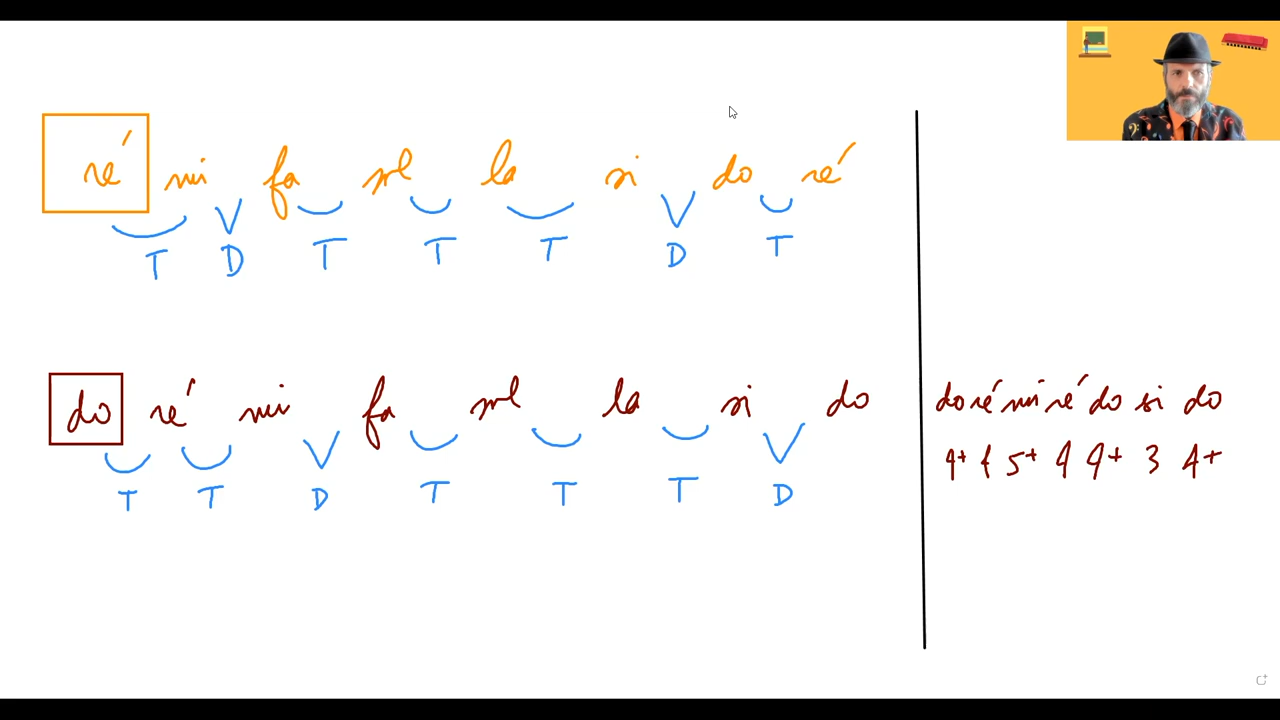 ré mi fa sol la si do ré
T D T T T D T
do ré mi fa sol la si do
T T D T T T D
do ré mi ré do si do
4+ 4 5+ 4 4+ 3 4+